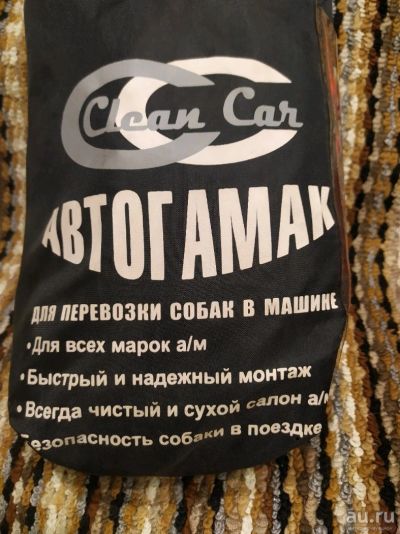 Clean Car
АВТОГАМАК
ДЛЯ ПЕРЕВОЗКИ СОБАК В МАШИНЕ
•Для всех марок а/м
•Быстрый и надежный монтаж
•Всегда чистый и сухой салон а/м
Безопасность собаки в поездке
au.ru